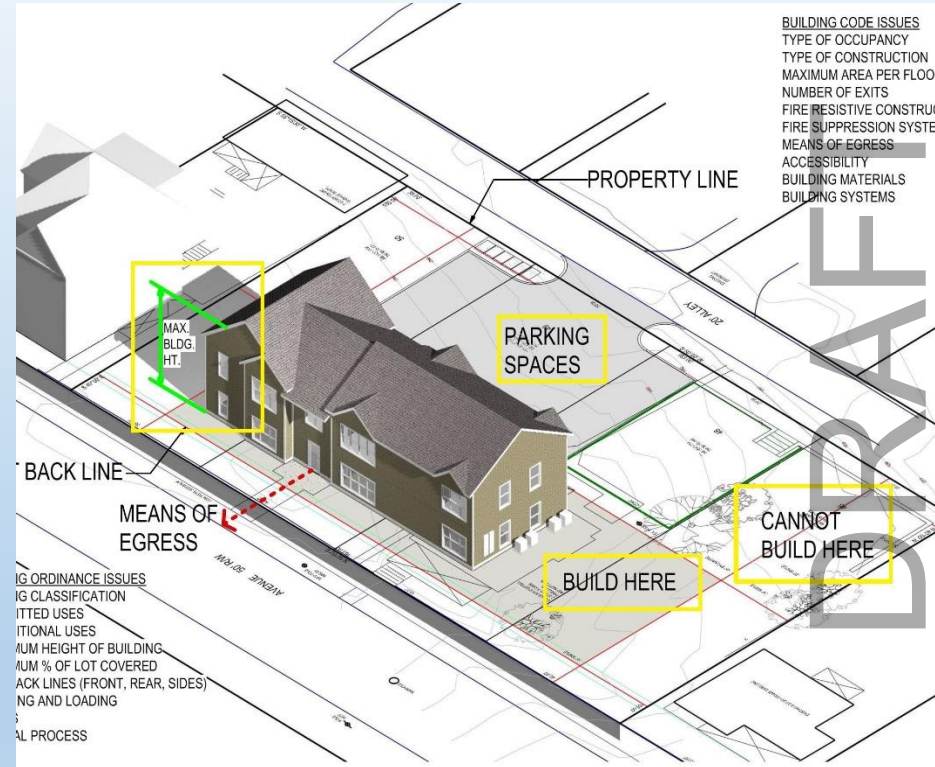 BUILDING CODE ISSUES
TYPE OF OCCUPANCY
TYPE OF CONSTRUCTION
MAXIMUM AREA PER FLOO
NUMBER OF EXITS
FIRE RESISTIVE CONSTRUC
FIRE SUPPRESSION SYSTE
MEANS OF EGRESS
ACCESSIBILITY
BUILDING MATERIALS
BUILDING SYSTEMS
DRAFT
PROPERTY LINE
20' ALLEY
MAX.
BLDG.
HT.
PARKING
SPACES
T BACK LINE
MEANS OF
EGRESS
CANNOT
BUILD HERE
BUILD HERE
AVENUE 50' R/W
NG ORDINANCE ISSUES
NG CLASSIFICATION
ITTED USES
ITIONAL USES
MUM HEIGHT OF BUILDING
MUM % OF LOT COVERED
ACK LINES (FRONT, REAR, SIDES)
NG AND LOADING
S
AL PROCESS